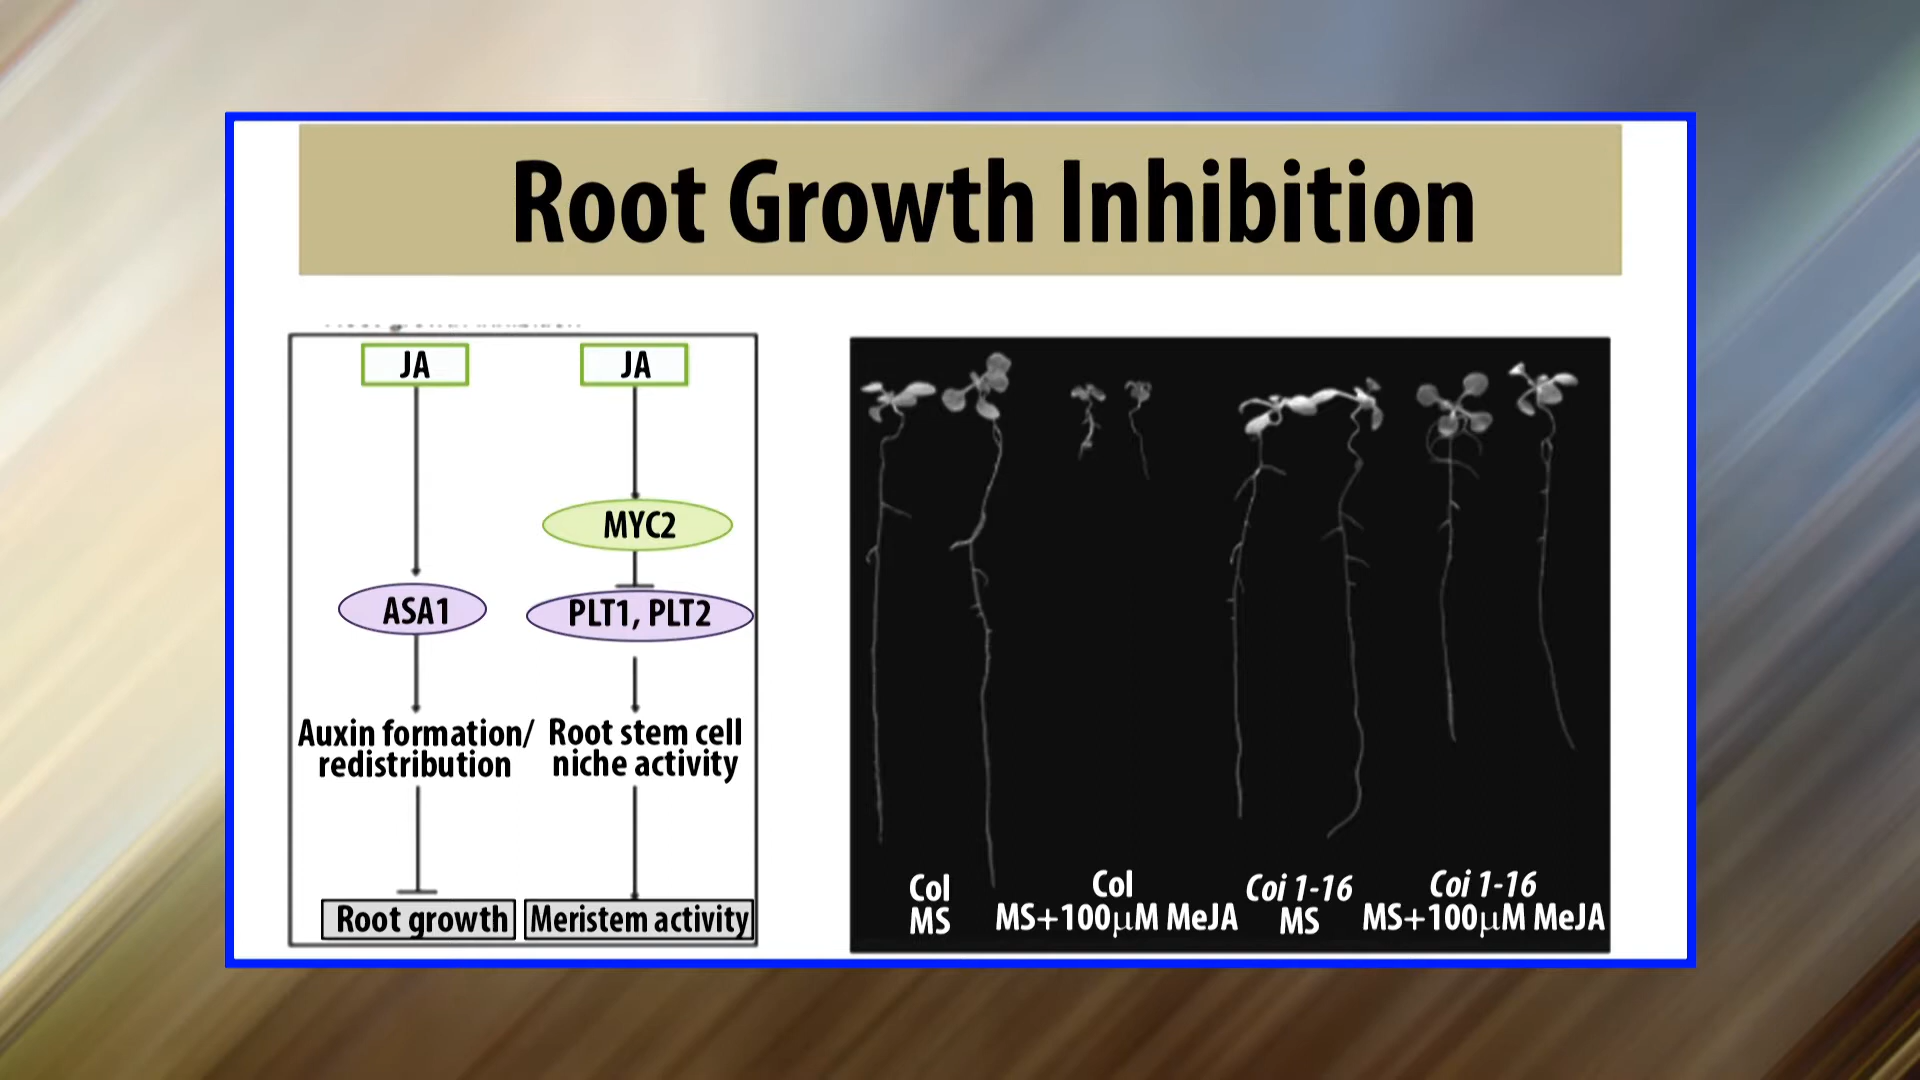 Root Growth Inhibition
JA
JA
MYC2
ASA1
PLT1, PLT2
Auxin formation/
redistribution
Root stem cell
niche activity
Root growth
Meristem activity
Col
MS
Col
MS+100μM MeJA
Coi 1-16
MS
Coi 1-16
MS+100μM MeJA